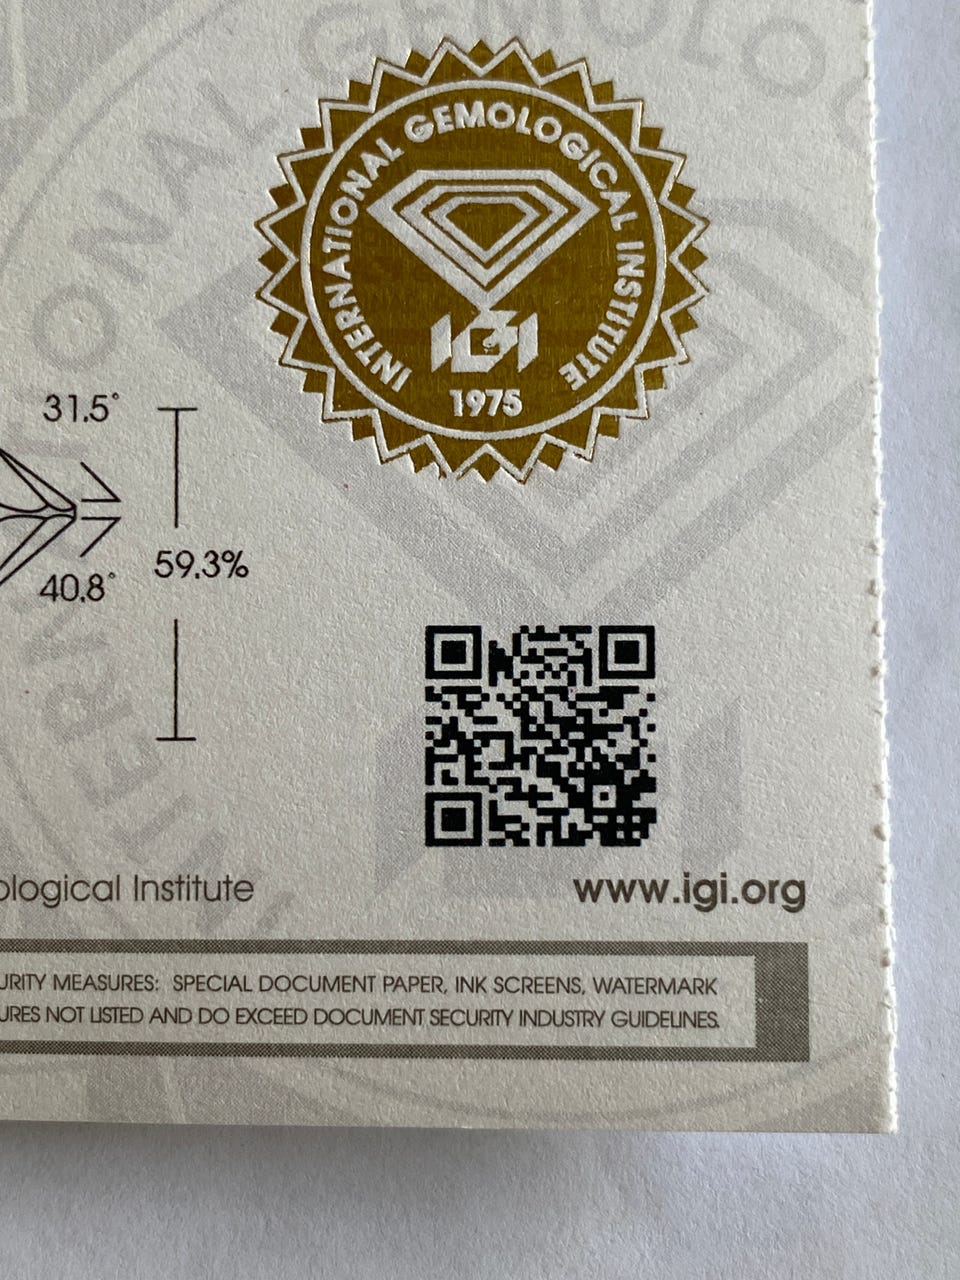 INTERNATIONAL GEMOLOGICAL INSTITUTE
IGI
1975
31.5°
59.3%
40.8°
ological Institute
www.igi.org
URITY MEASURES: SPECIAL DOCUMENT PAPER, INK SCREENS, WATERMARK
URES NOT LISTED AND DO EXCEED DOCUMENT SECURITY INDUSTRY GUIDELINES.